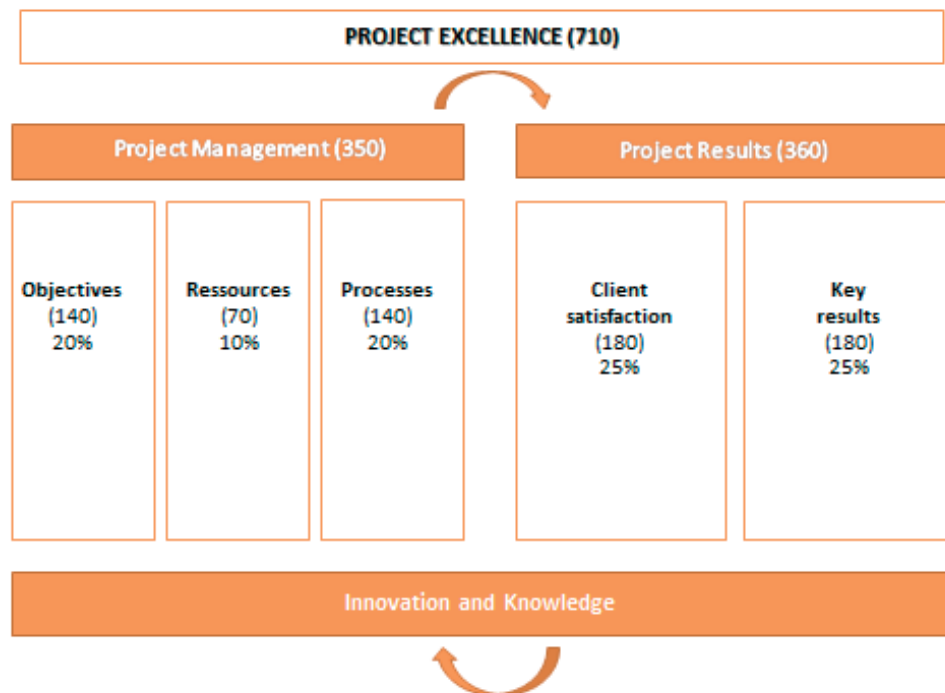 PROJECT EXCELLENCE (710)
Project Management (350)
Project Results (360)
Objectives
(140)
20%
Ressources
(70)
10%
Processes
(140)
20%
Client
satisfaction
(180)
25%
Key
results
(180)
25%
Innovation and Knowledge